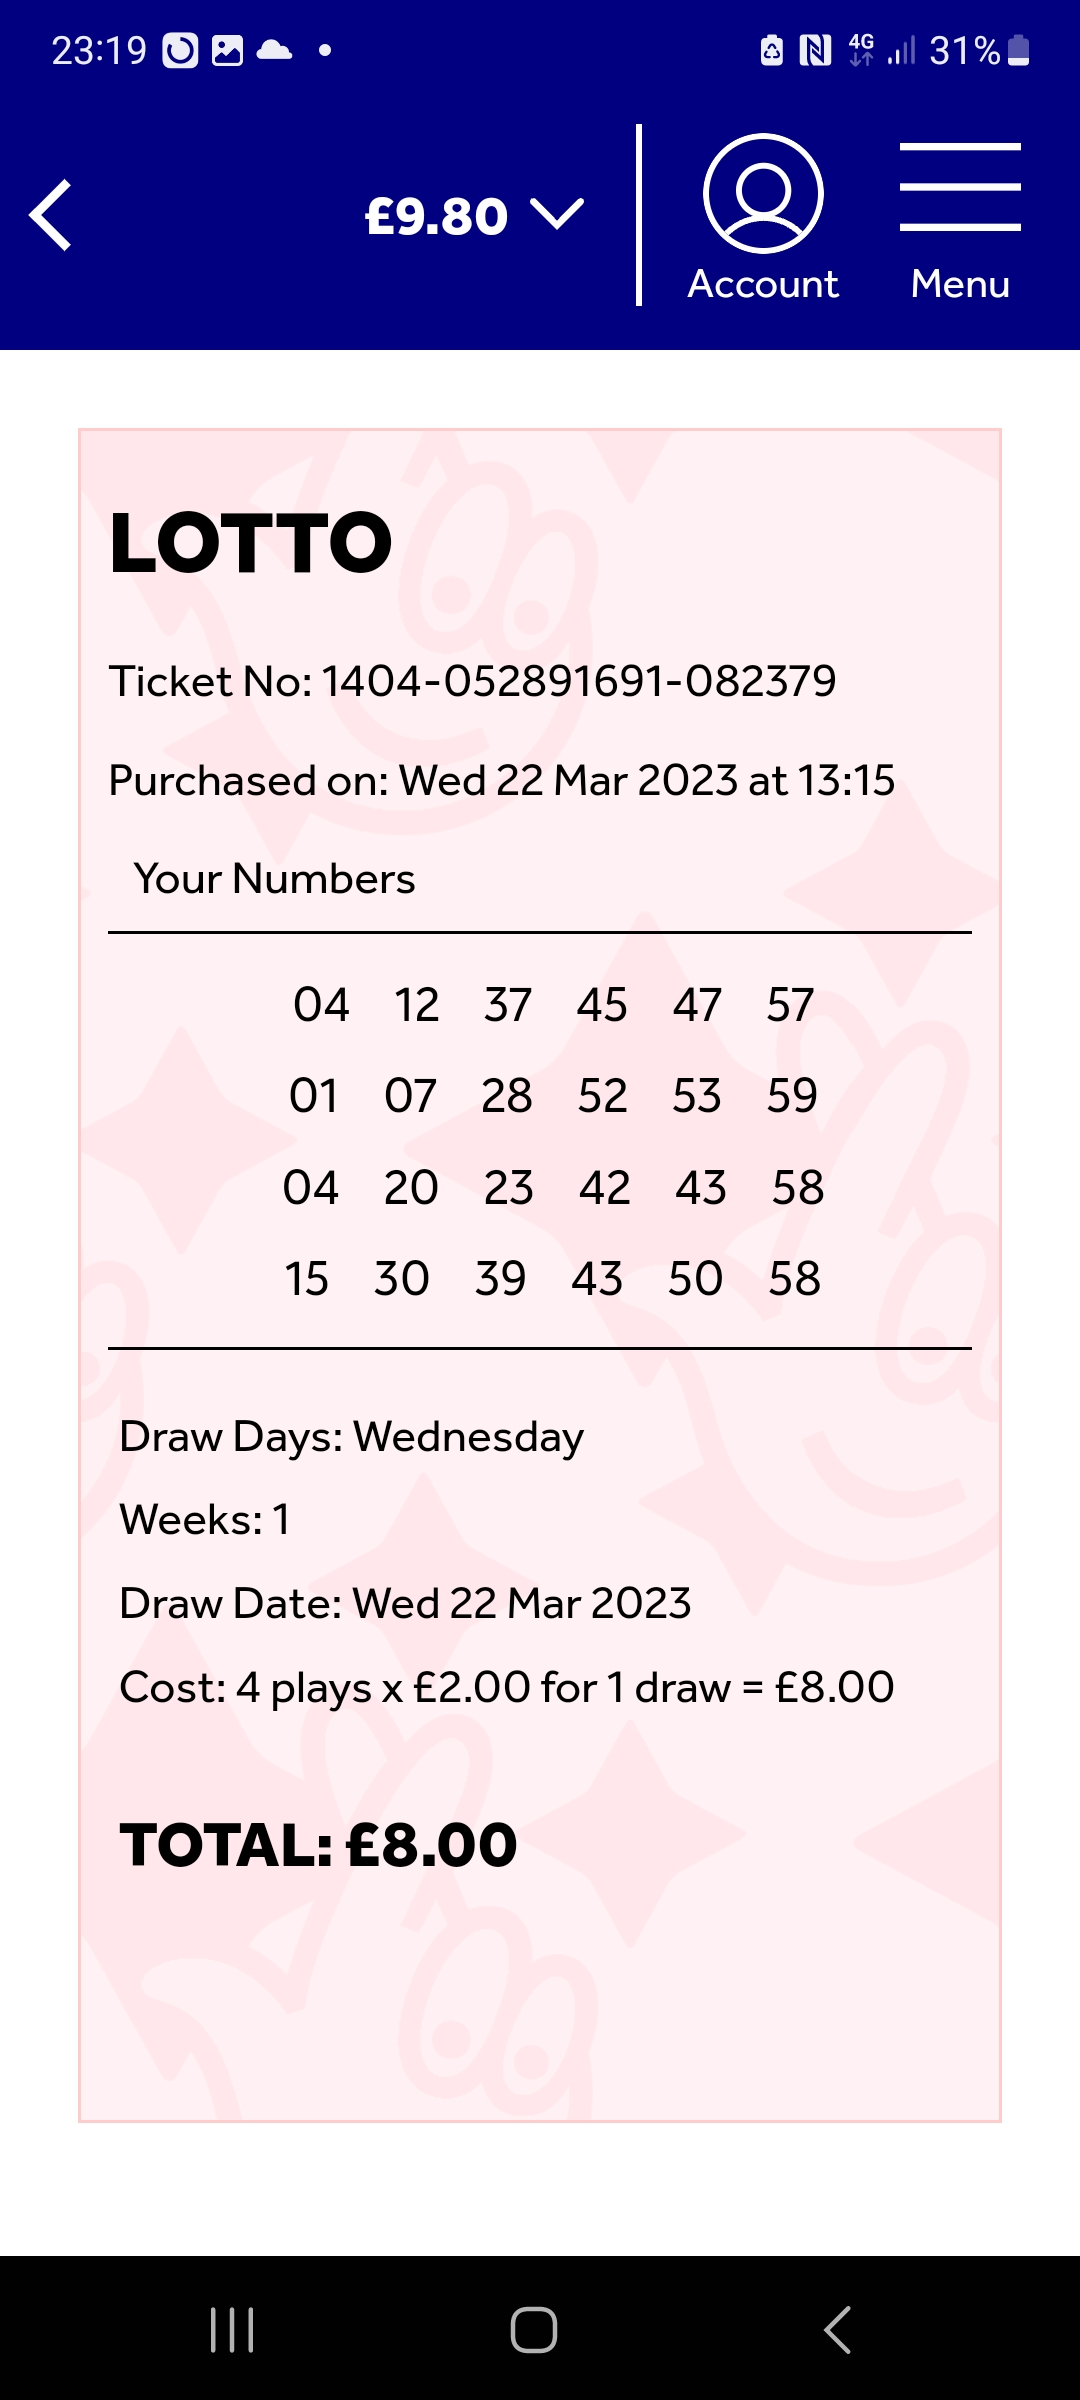 23:19 4G 31%
£9.80
Account Menu
LOTTO
Ticket No: 1404-052891691-082379
Purchased on: Wed 22 Mar 2023 at 13:15
Your Numbers
04 12 37 45 47 57
01 07 28 52 53 59
04 20 23 42 43 58
15 30 39 43 50 58
Draw Days: Wednesday
Weeks: 1
Draw Date: Wed 22 Mar 2023
Cost: 4 plays x £2.00 for 1 draw = £8.00
TOTAL: £8.00